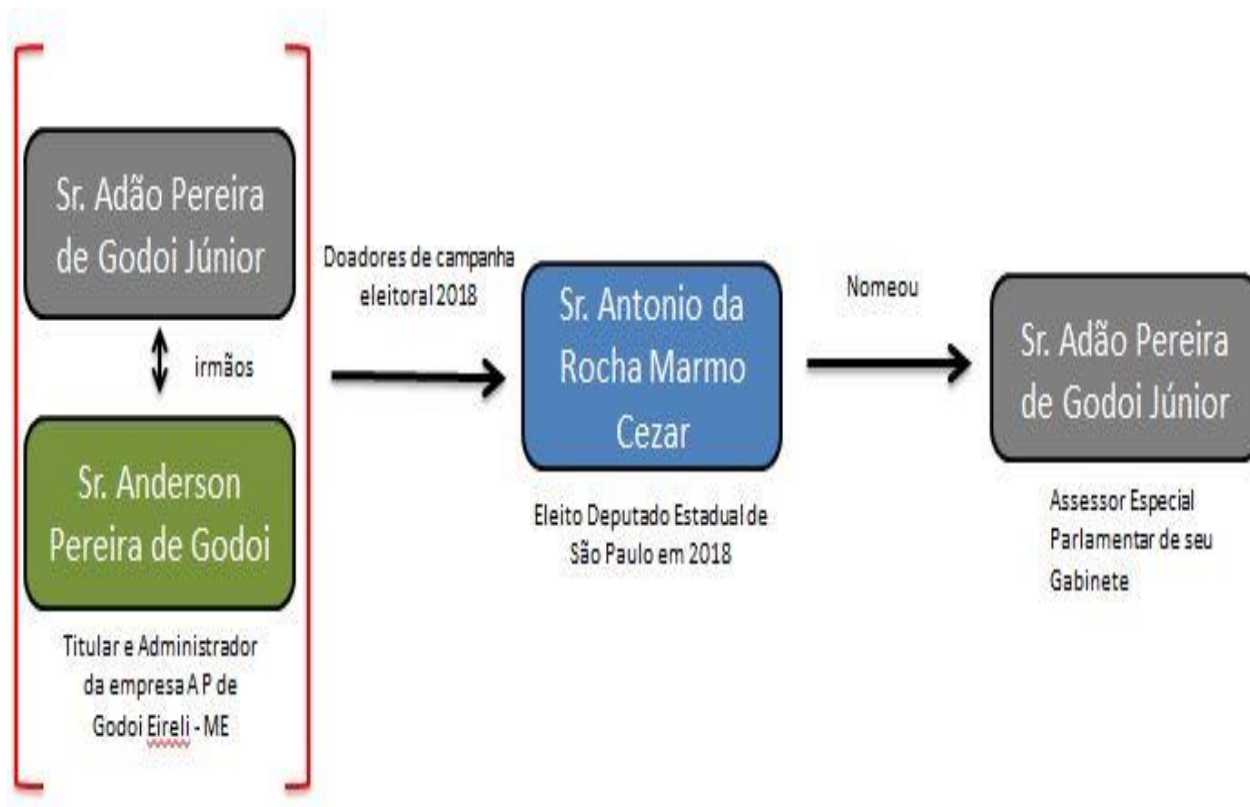 Sr. Adão Pereira
de Godoi Júnior
irmãos
Sr. Anderson
Pereira de Godoi
Titular e Administrador
da empresa A P de
Godoi Eireli - ME
Doadores de campanha
eleitoral 2018
Sr. Antonio da
Rocha Marmo
Cezar
Eleito Deputado Estadual de
São Paulo em 2018
Nomeou
Sr. Adão Pereira
de Godoi Júnior
Assessor Especial
Parlamentar de seu
Gabinete